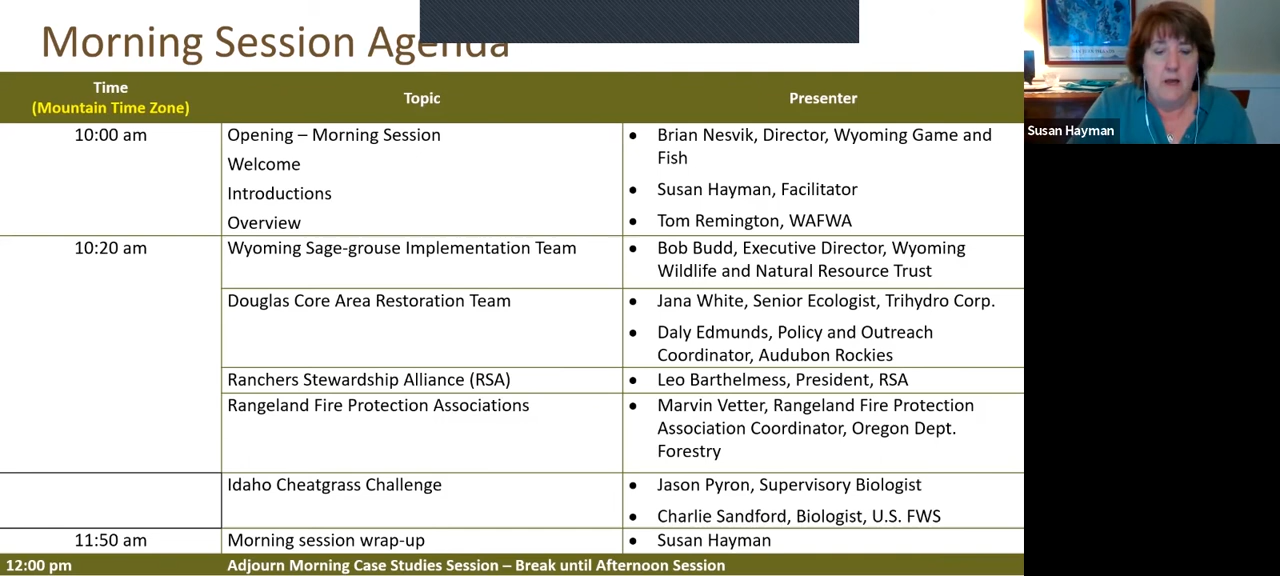 Morning Session Agenda
Time
(Mountain Time Zone)
Topic
Presenter
10:00 am
Opening – Morning Session
Welcome
Introductions
Overview
• Brian Nesvik, Director, Wyoming Game and
Fish
• Susan Hayman, Facilitator
• Tom Remington, WAFWA
10:20 am
Wyoming Sage-grouse Implementation Team
• Bob Budd, Executive Director, Wyoming
Wildlife and Natural Resource Trust
Douglas Core Area Restoration Team
• Jana White, Senior Ecologist, Trihydro Corp.
• Daly Edmunds, Policy and Outreach
Coordinator, Audubon Rockies
Ranchers Stewardship Alliance (RSA)
• Leo Barthelmess, President, RSA
Rangeland Fire Protection Associations
• Marvin Vetter, Rangeland Fire Protection
Association Coordinator, Oregon Dept.
Forestry
Idaho Cheatgrass Challenge
• Jason Pyron, Supervisory Biologist
• Charlie Sandford, Biologist, U.S. FWS
11:50 am
Morning session wrap-up
• Susan Hayman
12:00 pm
Adjourn Morning Case Studies Session – Break until Afternoon Session
Susan Hayman